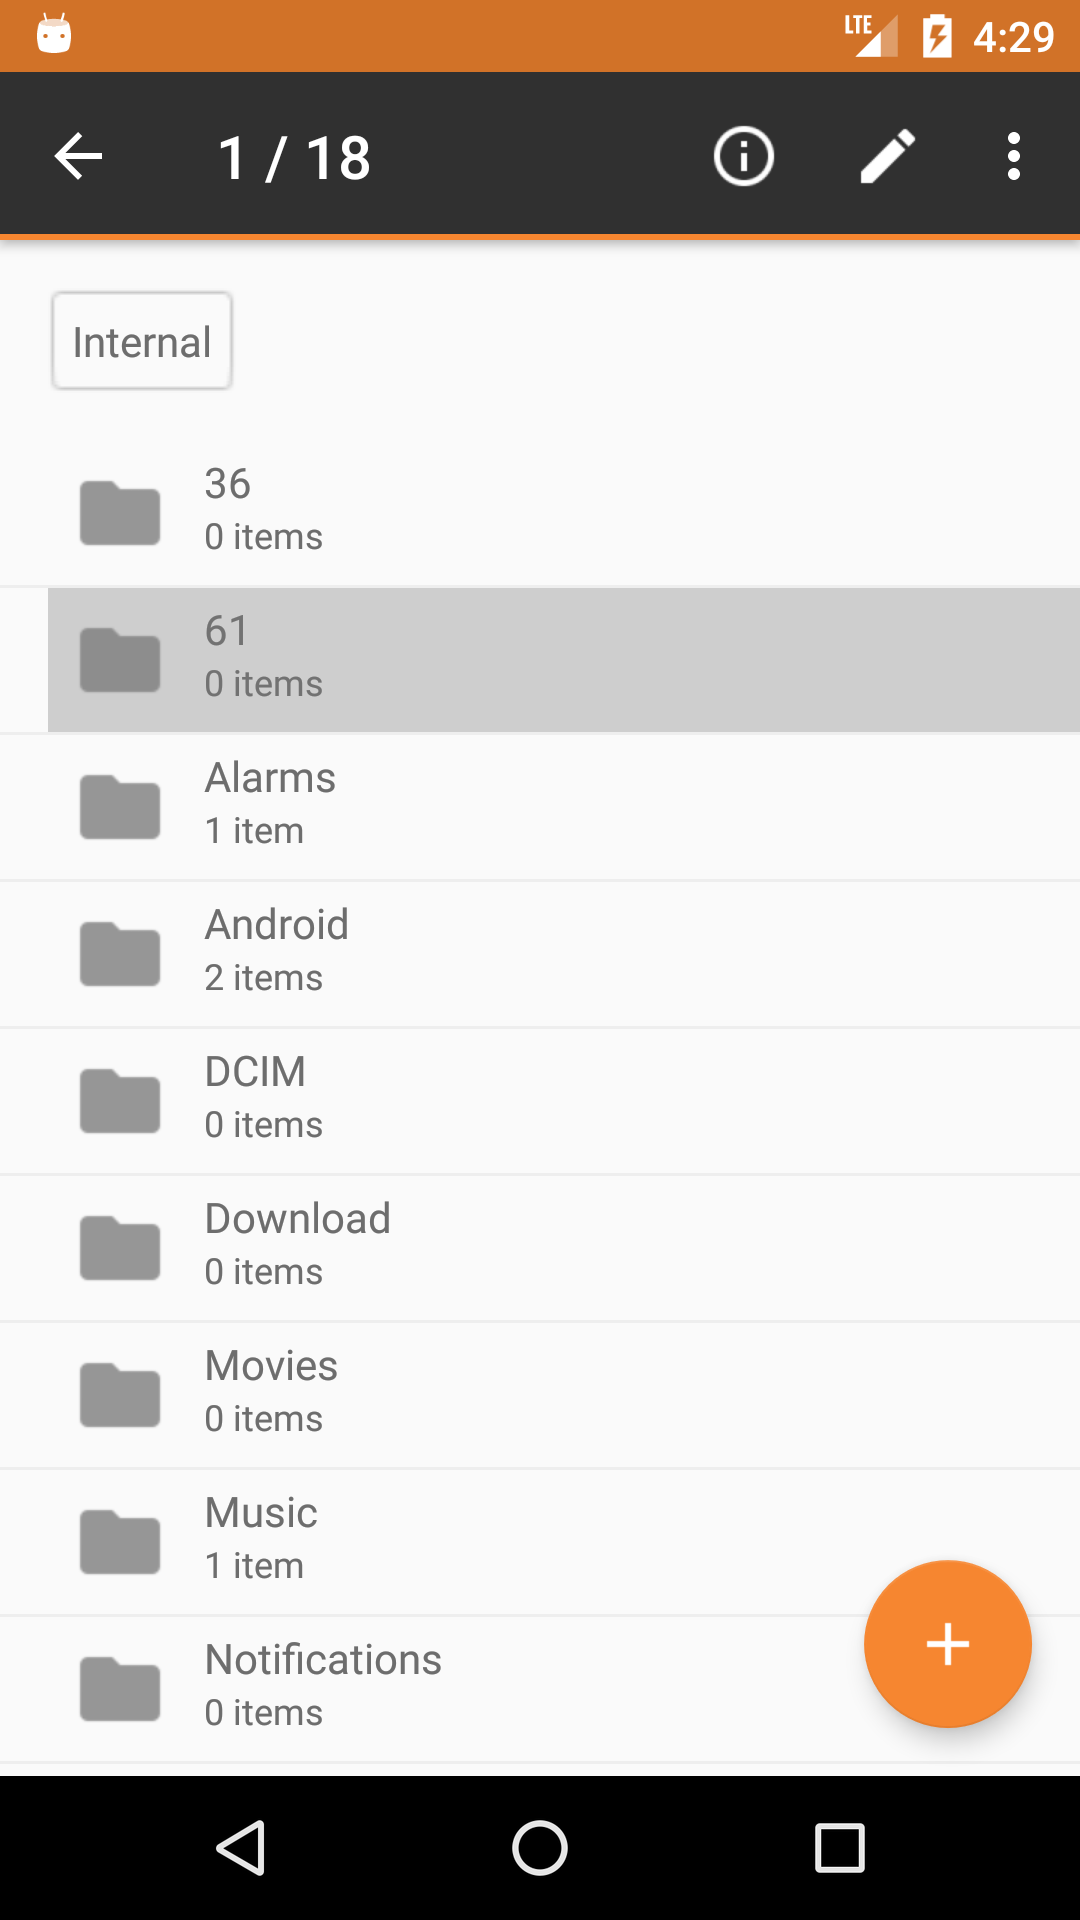 LTE 4:29
1 / 18
Internal
36
0 items
61
0 items
Alarms
1 item
Android
2 items
DCIM
0 items
Download
0 items
Movies
0 items
Music
1 item
Notifications
0 items